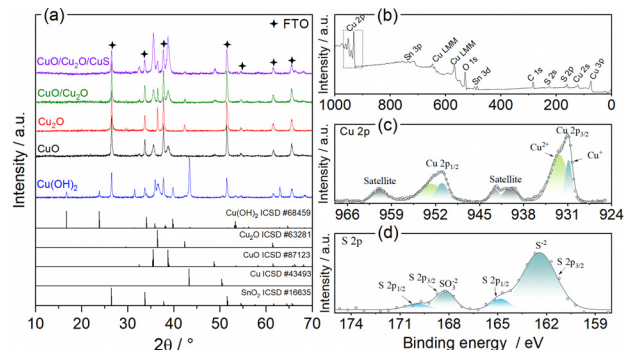 (a)
✦ FTO
CuO/Cu₂O/CuS
CuO/Cu₂O
Cu₂O
CuO
Cu(OH)₂
Cu(OH)₂ ICSD #68459
Cu₂O ICSD #63281
CuO ICSD #87123
Cu ICSD #43493
SnO₂ ICSD #16635
Intensity / a.u.
10 20 30 40 50 60 70
2θ / °
(b)
Cu 2p
Sn 3p
Cu LMM
Cu LMM
O 1s
Sn 3d
C 1s
S 2s
S 2p
Cu 2s
Cu 3p
Intensity / a.u.
1000 800 600 400 200 0
Cu 2p
(c)
Cu 2p₃/₂
Cu²⁺
Cu⁺
Cu 2p₁/₂
Satellite
Satellite
Intensity / a.u.
966 959 952 945 938 931 924
S 2p
(d)
S⁻²
S 2p₃/₂
S 2p₁/₂
S 2p₃/₂
SO₃⁻²
S 2p₁/₂
Intensity / a.u.
174 171 168 165 162 159
Binding energy / eV